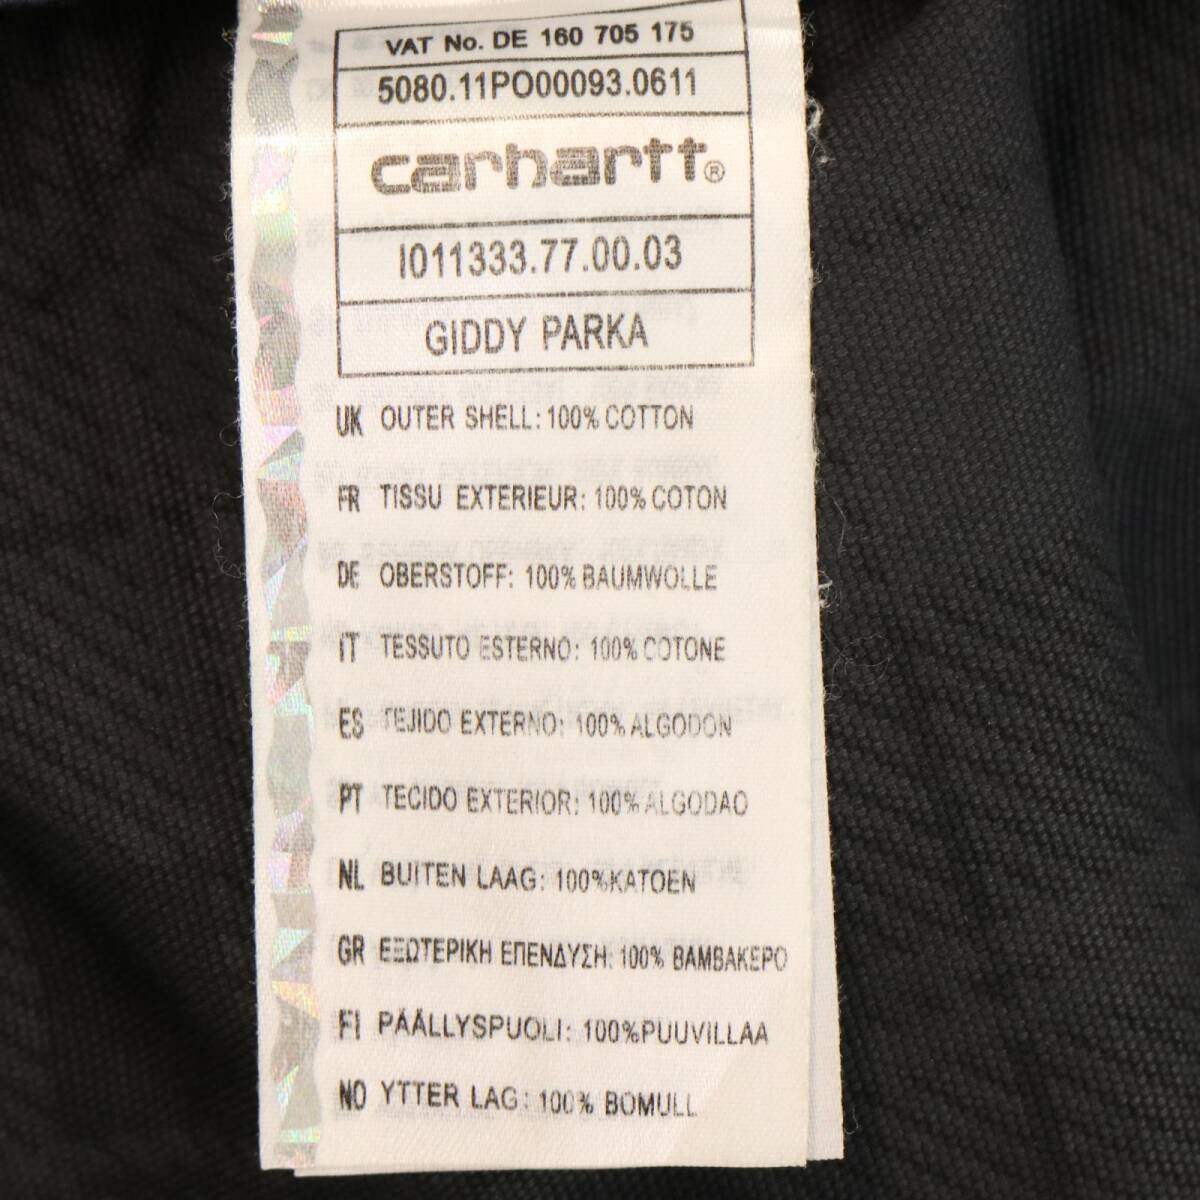 VAT No. DE 160 705 175
5080.11PO00093.0611
carhartt®
I011333.77.00.03
GIDDY PARKA
UK OUTER SHELL: 100% COTTON
FR TISSU EXTERIEUR: 100% COTON
DE OBERSTOFF: 100% BAUMWOLLE
IT TESSUTO ESTERNO: 100% COTONE
ES TEJIDO EXTERNO: 100% ALGODON
PT TECIDO EXTERIOR: 100% ALGODAO
NL BUITEN LAAG: 100%KATOEN
GR ΕΞΩΤΕΡΙΚΗ ΕΠΕΝΔΥΣΗ: 100% ΒΑΜΒΑΚΕΡΟ
FI PÄÄLLYSPUOLI: 100%PUUVILLAA
NO YTTER LAG: 100% BOMULL